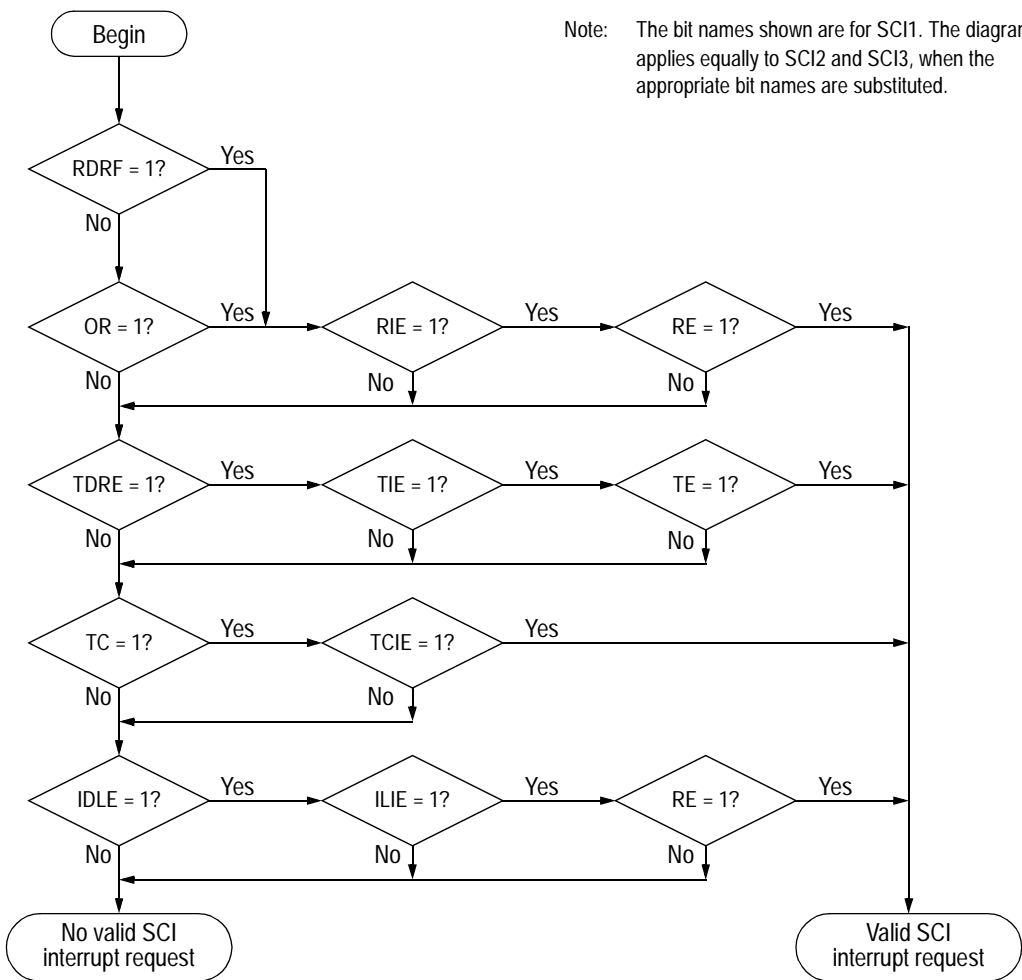 Begin
Note: The bit names shown are for SCI1. The diagram
applies equally to SCI2 and SCI3, when the
appropriate bit names are substituted.
RDRF = 1?
Yes
No
OR = 1?
Yes
RIE = 1?
Yes
RE = 1?
Yes
No
No
No
TDRE = 1?
Yes
TIE = 1?
Yes
TE = 1?
Yes
No
No
No
TC = 1?
Yes
TCIE = 1?
Yes
No
No
IDLE = 1?
Yes
ILIE = 1?
Yes
RE = 1?
Yes
No
No
No
No valid SCI
interrupt request
Valid SCI
interrupt request